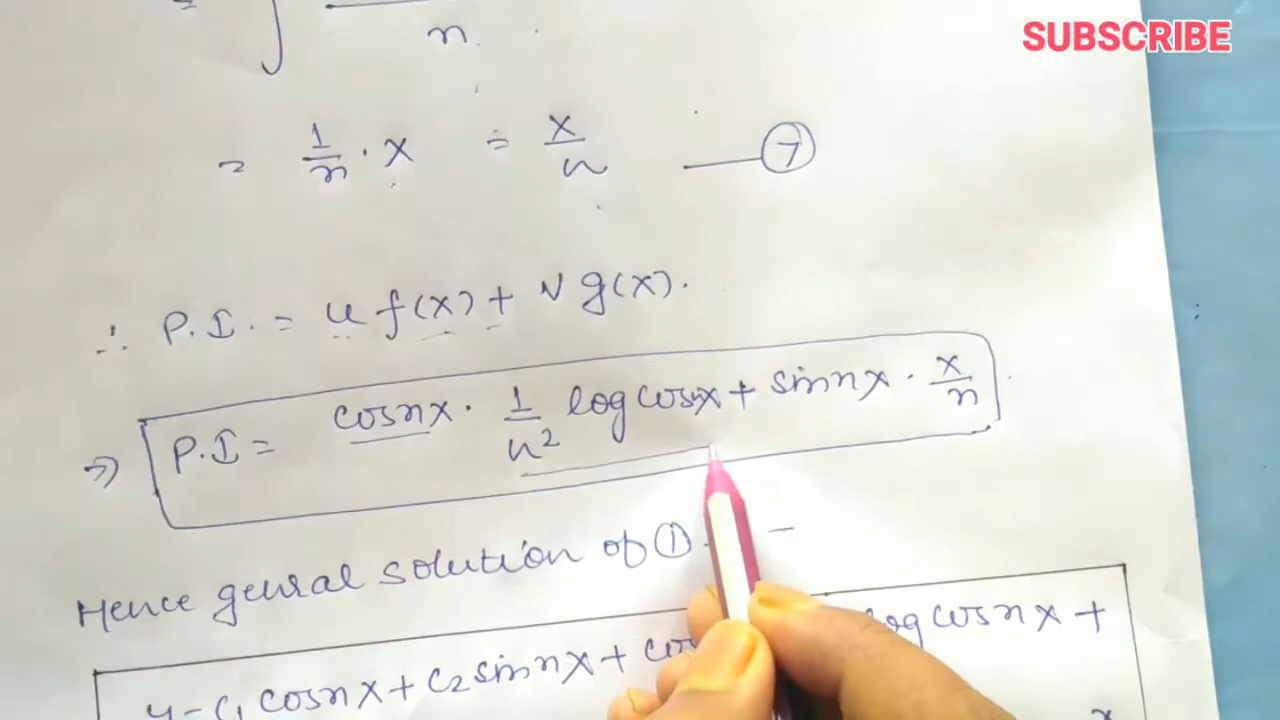 SUBSCRIBE
= ∫ — n
= 1/n · x = x/n —⑦
∴ P.I. = u f(x) + v g(x).
⇒ P.I = cosnx · 1/n² log cosnx + sinnx · x/n
Hence genral solution of ① –
y = c₁ cosnx + c₂ sinnx + log cosnx +
x